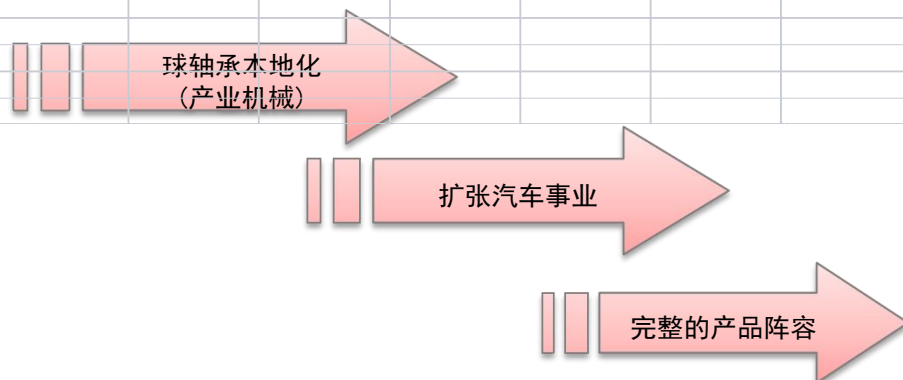 球轴承本地化
（产业机械）
扩张汽车事业
完整的产品阵容